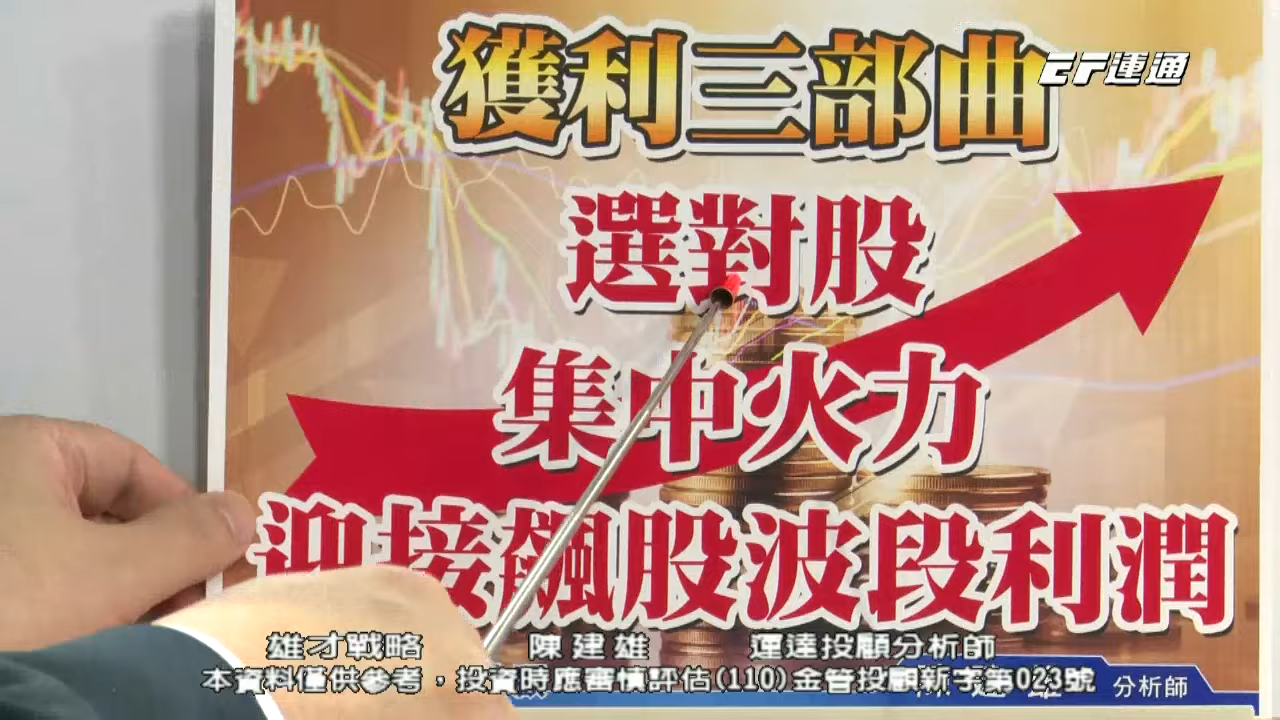 獲利三部曲
EF運通
選對股
集中火力
迎接飆股波段利潤
雄才戰略 陳建雄 運達投顧分析師
本資料僅供參考，投資時應審慎評估(110)金管投顧新字第023號
分析師